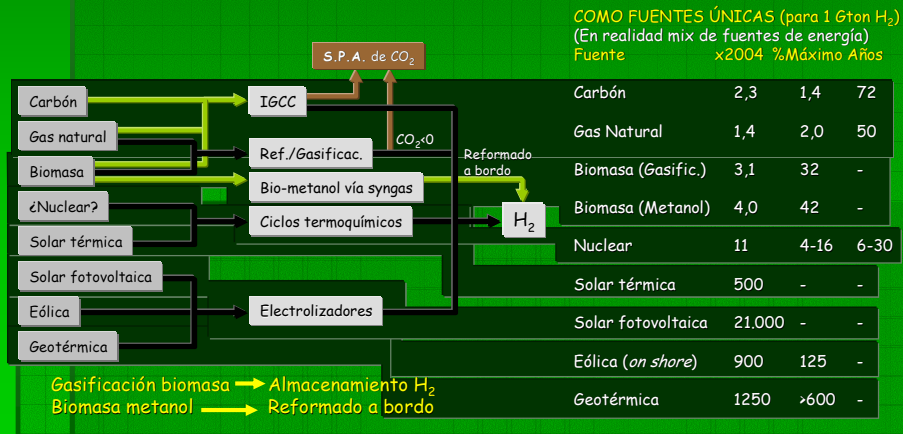 COMO FUENTES ÚNICAS (para 1 Gton H₂)
(En realidad mix de fuentes de energía)
Fuente x2004 %Máximo Años
S.P.A. de CO₂
Carbón
IGCC
Gas natural
CO₂<0
Ref./Gasificac.
Reformado
a bordo
Biomasa
Bio-metanol vía syngas
¿Nuclear?
Ciclos termoquímicos
H₂
Solar térmica
Solar fotovoltaica
Eólica
Electrolizadores
Geotérmica
Carbón 2,3 1,4 72
Gas Natural 1,4 2,0 50
Biomasa (Gasific.) 3,1 32 -
Biomasa (Metanol) 4,0 42 -
Nuclear 11 4-16 6-30
Solar térmica 500 - -
Solar fotovoltaica 21.000 - -
Eólica (on shore) 900 125 -
Geotérmica 1250 >600 -
Gasificación biomasa → Almacenamiento H₂
Biomasa metanol → Reformado a bordo